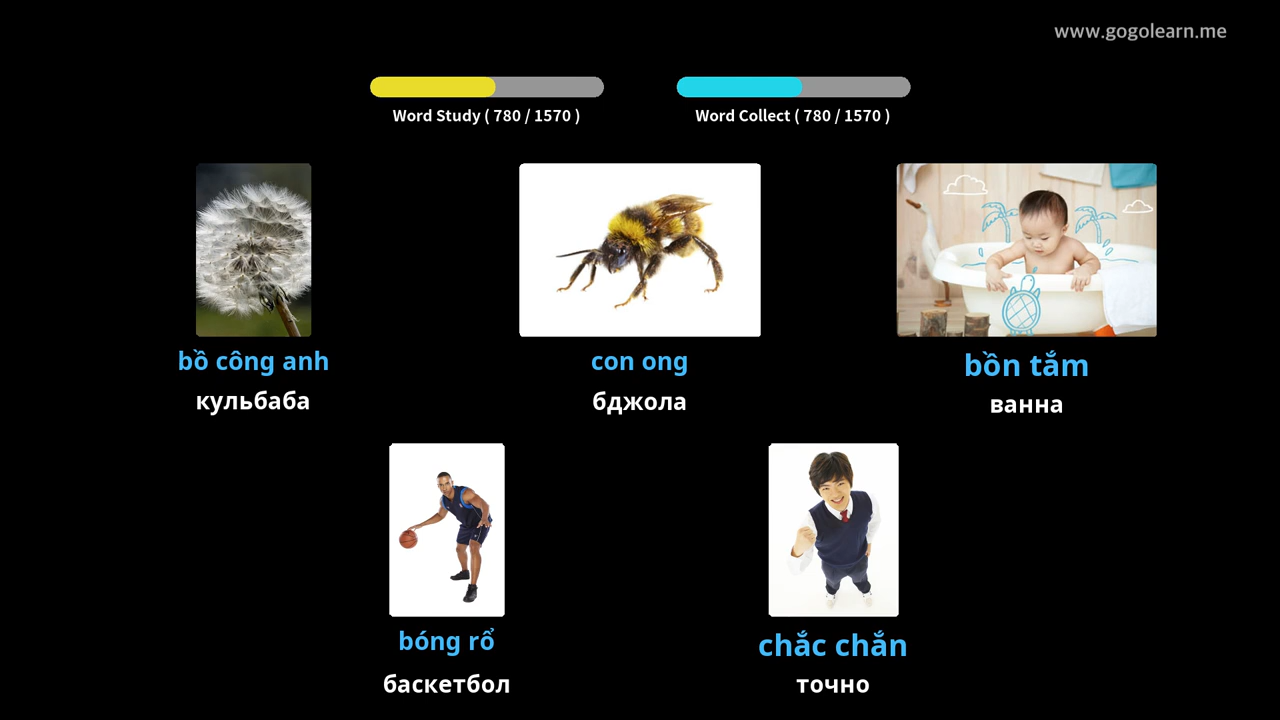 www.gogolearn.me
Word Study ( 780 / 1570 )
Word Collect ( 780 / 1570 )
bồ công anh
кульбаба
con ong
бджола
bồn tắm
ванна
bóng rổ
баскетбол
chắc chắn
точно